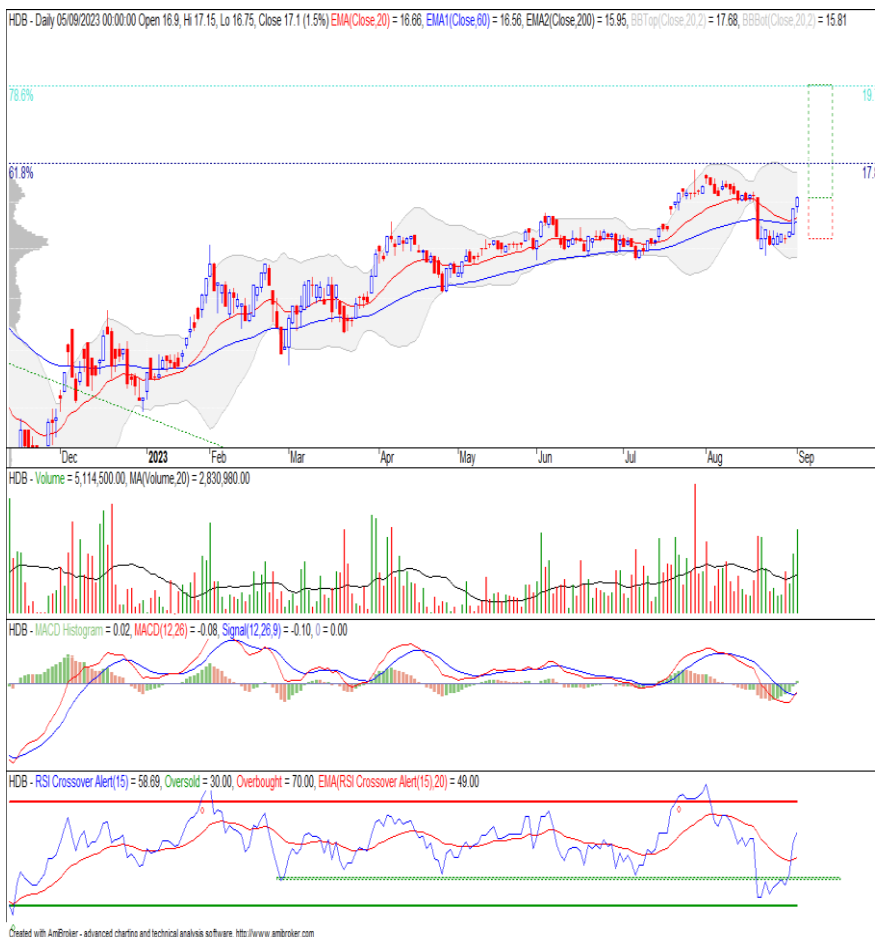 HDB - Daily 05/09/2023 00:00:00 Open 16.9, Hi 17.15, Lo 16.75, Close 17.1 (1.5%) EMA(Close,20) = 16.66, EMA1(Close,60) = 16.56, EMA2(Close,200) = 15.95, BBTop(Close,20,2) = 17.68, BBBot(Close,20,2) = 15.81
78.6% 19.
61.8% 17.6
Dec 2023 Feb Mar Apr May Jun Jul Aug Sep
HDB - Volume = 5,114,500.00, MA(Volume,20) = 2,830,980.00
HDB - MACD Histogram = 0.02, MACD(12,26) = -0.08, Signal(12,26,9) = -0.10, 0 = 0.00
HDB - RSI Crossover Alert(15) = 58.69, Oversold = 30.00, Overbought = 70.00, EMA(RSI Crossover Alert(15),20) = 49.00
Created with AmiBroker - advanced charting and technical analysis software. http://www.amibroker.com